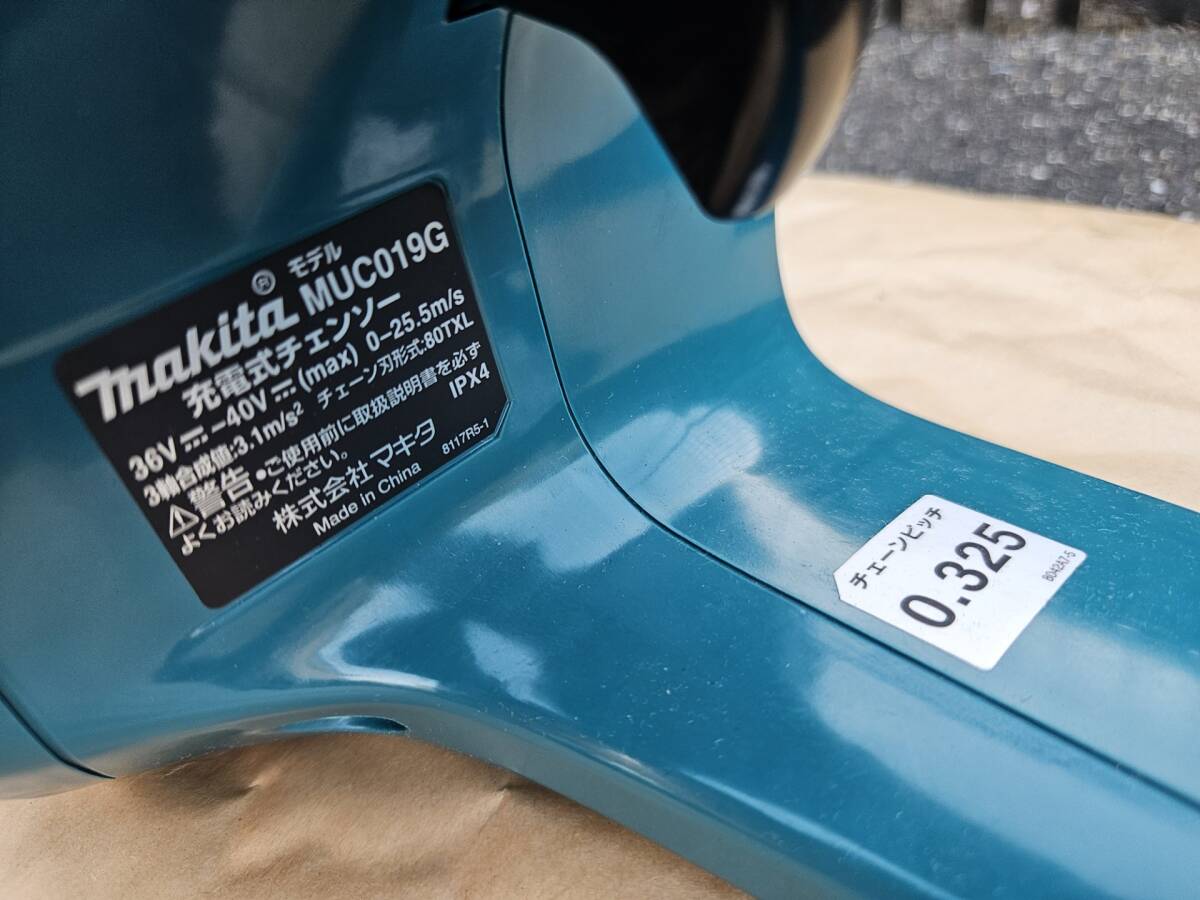 makita® モデル MUC019G
充電式チェンソー
36V⎓-40V⎓(max) 0-25.5m/s
3軸合成値:3.1m/s² チェーン刃形式:80TXL
⚠警告 •ご使用前に取扱説明書を必ず
よくお読みください。 IPX4
株式会社マキタ 8117R5-1
Made in China
チェーンピッチ
0.325
8042A7-5